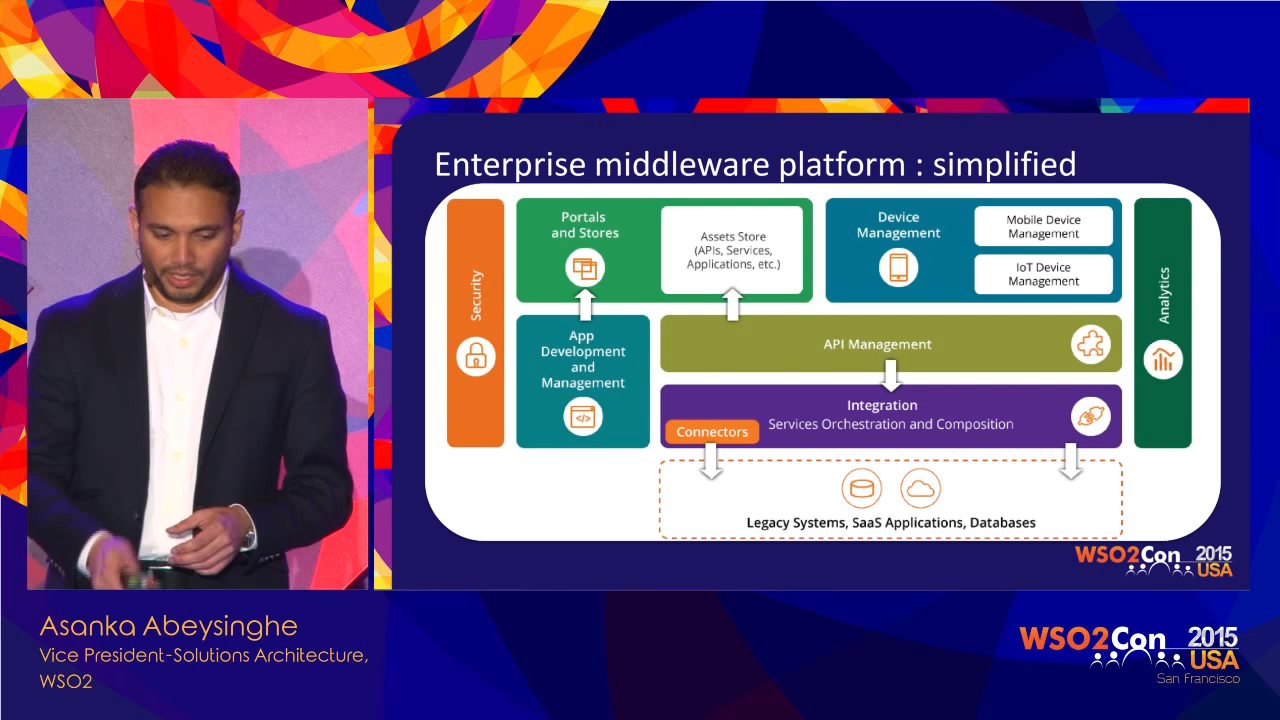 Enterprise middleware platform : simplified
Security
Portals
and Stores
Assets Store
(APIs, Services,
Applications, etc.)
Device
Management
Mobile Device
Management
IoT Device
Management
Analytics
App
Development
and
Management
API Management
Integration
Services Orchestration and Composition
Connectors
Legacy Systems, SaaS Applications, Databases
WSO2Con 2015
USA
Asanka Abeysinghe
Vice President-Solutions Architecture,
WSO2
WSO2Con 2015
USA
San Francisco